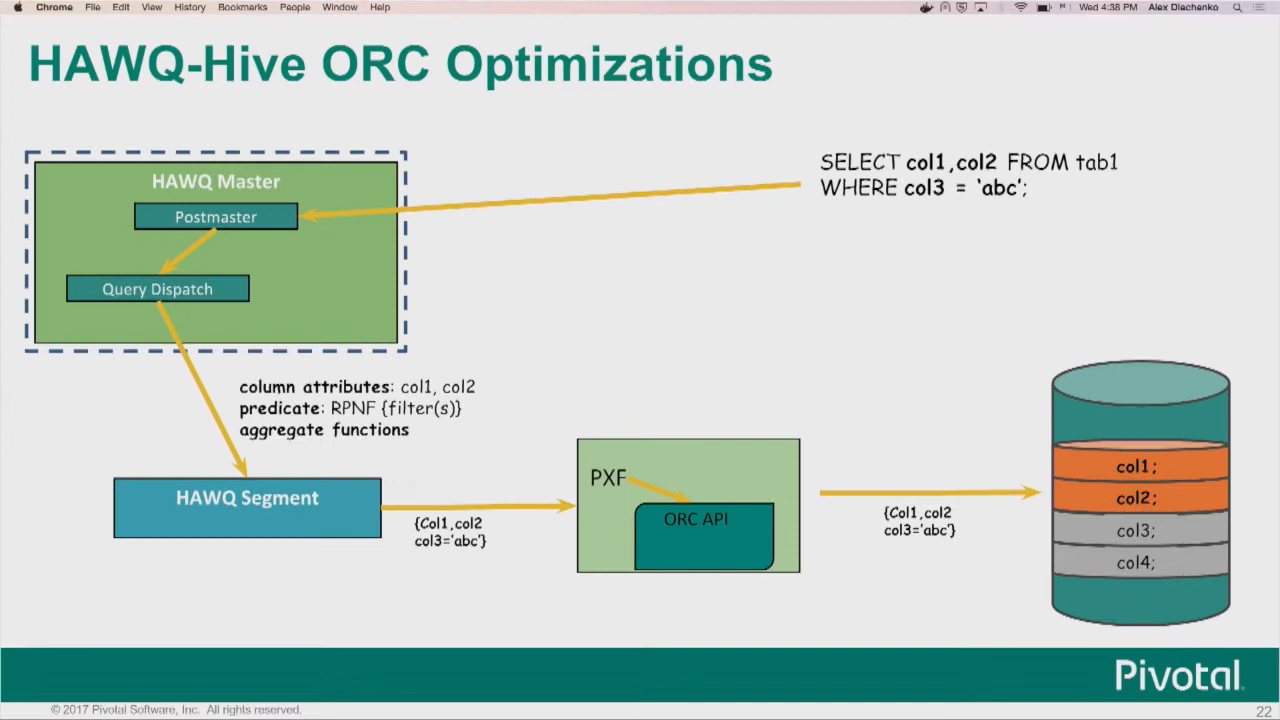 Chrome File Edit View History Bookmarks People Window Help
Wed 4:38 PM Alex Diachenko
HAWQ-Hive ORC Optimizations
SELECT col1,col2 FROM tab1
WHERE col3 = 'abc';
HAWQ Master
Postmaster
Query Dispatch
column attributes: col1, col2
predicate: RPNF {filter(s)}
aggregate functions
HAWQ Segment
{Col1,col2
col3='abc'}
PXF
ORC API
{Col1,col2
col3='abc'}
col1;
col2;
col3;
col4;
Pivotal
© 2017 Pivotal Software, Inc. All rights reserved.
22